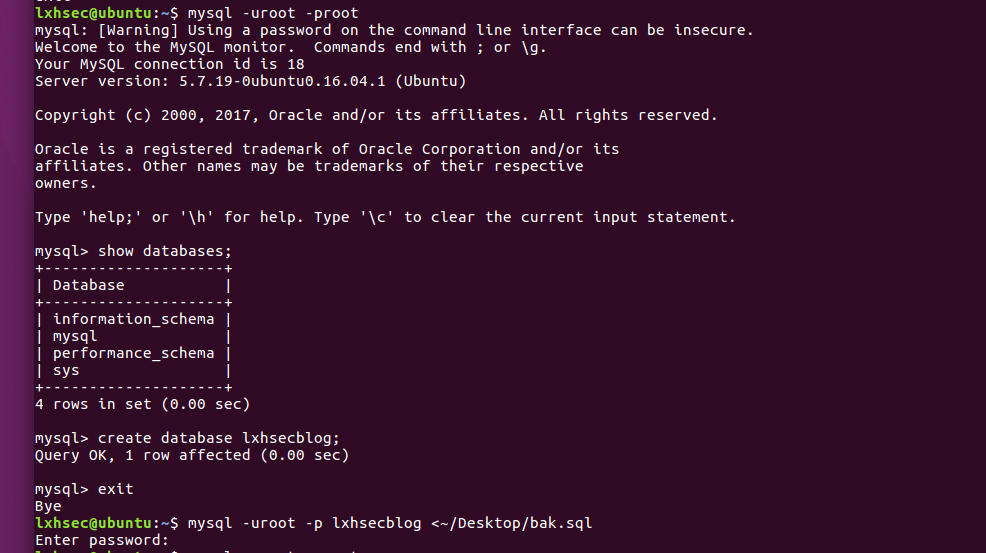 lxhsec@ubuntu:~$ mysql -uroot -proot
mysql: [Warning] Using a password on the command line interface can be insecure.
Welcome to the MySQL monitor.  Commands end with ; or \g.
Your MySQL connection id is 18
Server version: 5.7.19-0ubuntu0.16.04.1 (Ubuntu)
Copyright (c) 2000, 2017, Oracle and/or its affiliates. All rights reserved.
Oracle is a registered trademark of Oracle Corporation and/or its
affiliates. Other names may be trademarks of their respective
owners.
Type 'help;' or '\h' for help. Type '\c' to clear the current input statement.
mysql> show databases;
+--------------------+
| Database           |
+--------------------+
| information_schema |
| mysql              |
| performance_schema |
| sys                |
+--------------------+
4 rows in set (0.00 sec)
mysql> create database lxhsecblog;
Query OK, 1 row affected (0.00 sec)
mysql> exit
Bye
lxhsec@ubuntu:~$ mysql -uroot -p lxhsecblog <~/Desktop/bak.sql
Enter password: